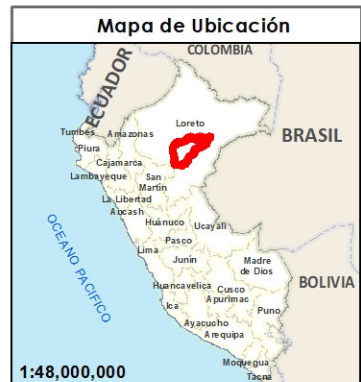 Mapa de Ubicación
COLOMBIA
ECUADOR
Loreto
BRASIL
Tumbes
Amazonas
Piura
Cajamarca
Lambayeque
San
Martín
La Libertad
Ancash
Huánuco
Ucayali
Pasco
Lima
Junín
Madre
de Dios
OCEANO PACIFICO
Huancavelica
Cusco
BOLIVIA
Ica
Apurimac
Puno
Ayacucho
Arequipa
Moquegua
Tacna
1:48,000,000